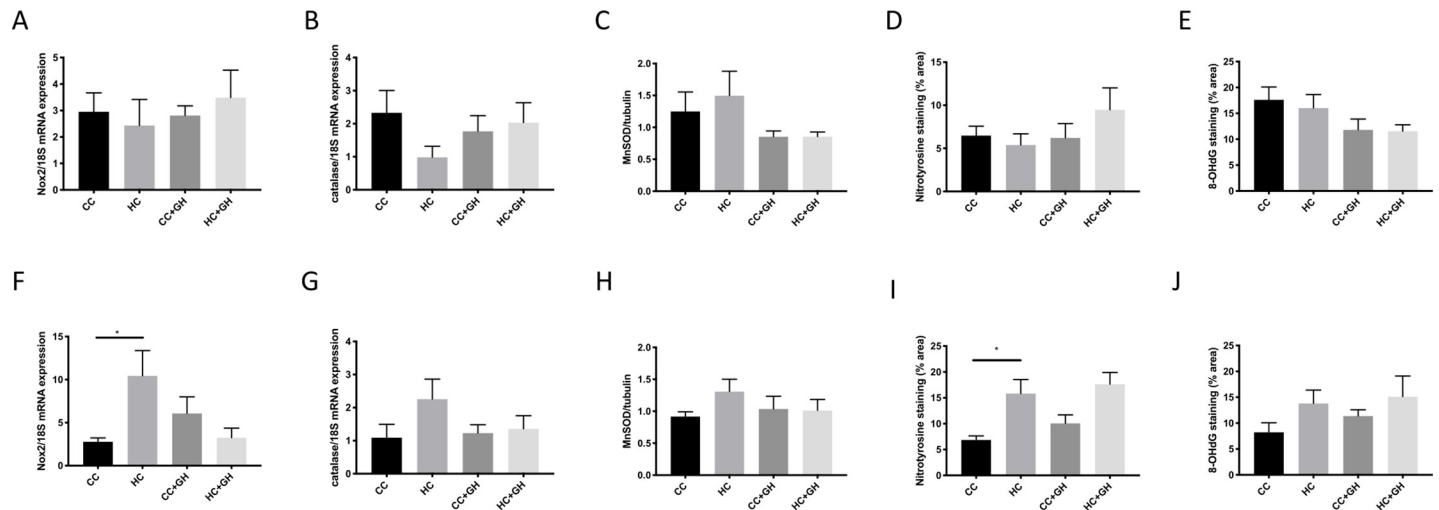 A
Nox2/18S mRNA expression
5
4
3
2
1
0
CC
HC
CC+GH
HC+GH
B
catalase/18S mRNA expression
4
3
2
1
0
CC
HC
CC+GH
HC+GH
C
MnSOD/tubulin
2.0
1.5
1.0
0.5
0.0
CC
HC
CC+GH
HC+GH
D
Nitrotyrosine staining (% area)
15
10
5
0
CC
HC
CC+GH
HC+GH
E
8-OHdG staining (% area)
25
20
15
10
5
0
CC
HC
CC+GH
HC+GH
F
Nox2/18S mRNA expression
15
10
5
0
*
CC
HC
CC+GH
HC+GH
G
catalase/18S mRNA expression
4
3
2
1
0
CC
HC
CC+GH
HC+GH
H
MnSOD/tubulin
2.0
1.5
1.0
0.5
0.0
CC
HC
CC+GH
HC+GH
I
Nitrotyrosine staining (% area)
25
20
15
10
5
0
*
CC
HC
CC+GH
HC+GH
J
8-OHdG staining (% area)
25
20
15
10
5
0
CC
HC
CC+GH
HC+GH